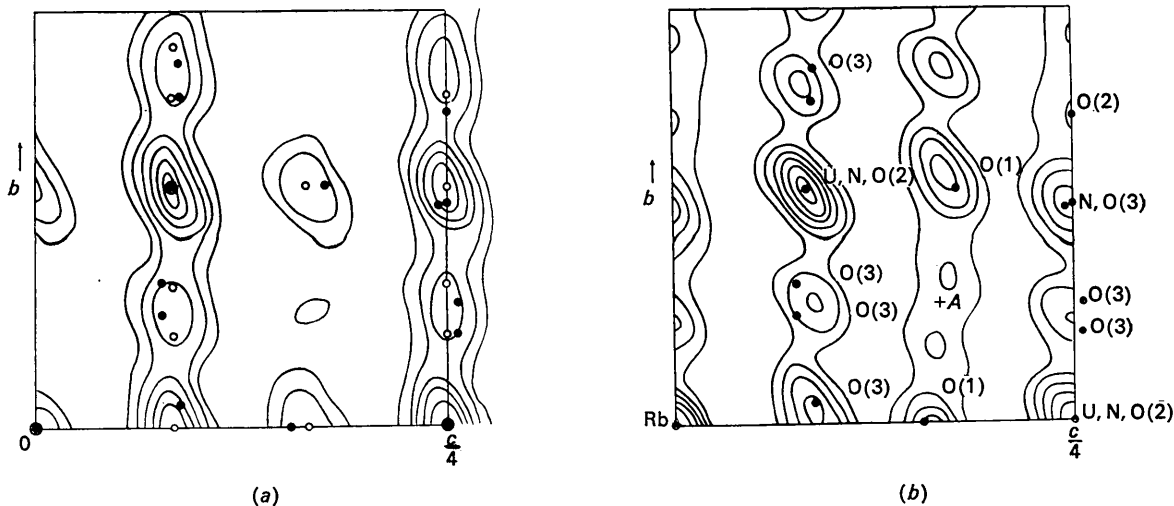 b
0
c/4
(a)
O(3)
O(2)
U, N, O(2)
O(1)
b
N, O(3)
O(3)
+A
O(3)
O(3)
O(3)
O(3)
O(1)
Rb
U, N, O(2)
c/4
(b)